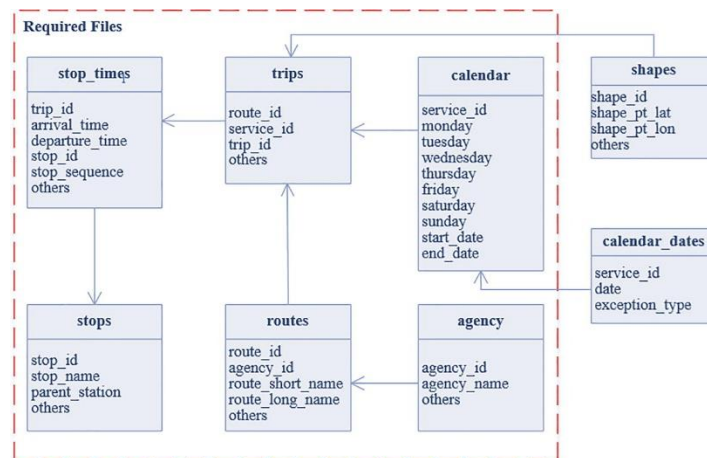 Required Files
stop_times
trip_id
arrival_time
departure_time
stop_id
stop_sequence
others
trips
route_id
service_id
trip_id
others
calendar
service_id
monday
tuesday
wednesday
thursday
friday
saturday
sunday
start_date
end_date
shapes
shape_id
shape_pt_lat
shape_pt_lon
others
calendar_dates
service_id
date
exception_type
stops
stop_id
stop_name
parent_station
others
routes
route_id
agency_id
route_short_name
route_long_name
others
agency
agency_id
agency_name
others